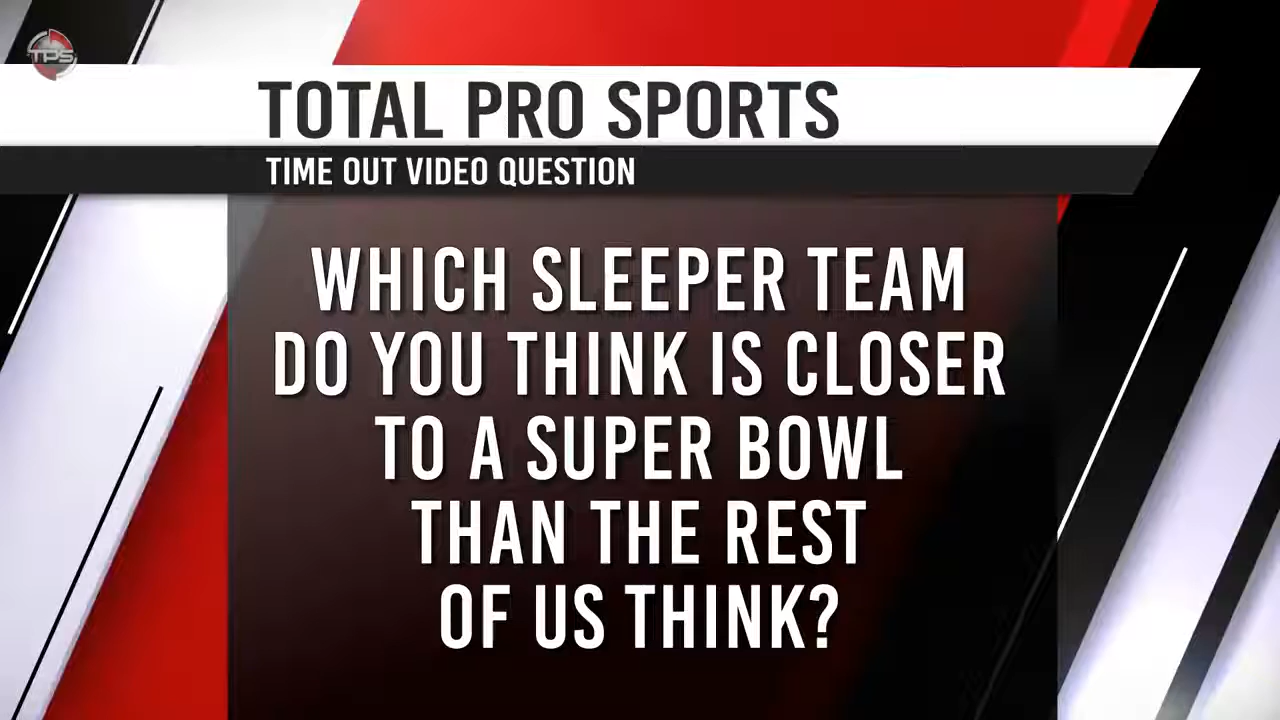 TPS
TOTAL PRO SPORTS
TIME OUT VIDEO QUESTION
WHICH SLEEPER TEAM
DO YOU THINK IS CLOSER
TO A SUPER BOWL
THAN THE REST
OF US THINK?